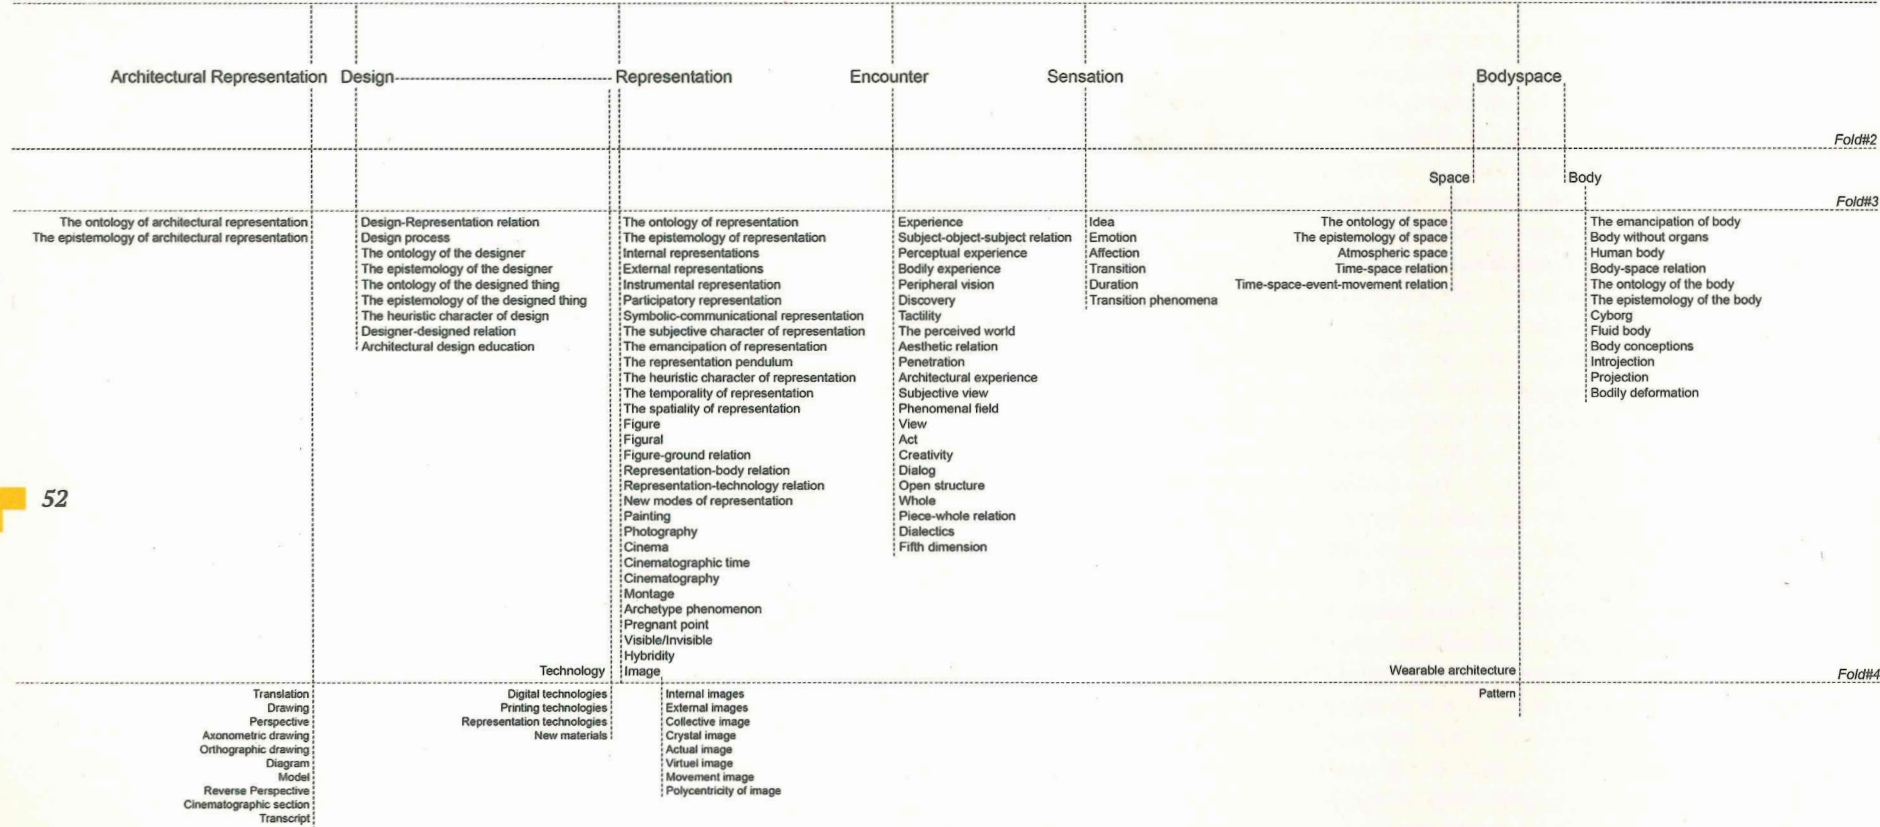 Architectural Representation
Design
Representation
Encounter
Sensation
Bodyspace
Fold#2
Space
Body
Fold#3
The ontology of architectural representation
The epistemology of architectural representation
Design-Representation relation
Design process
The ontology of the designer
The epistemology of the designer
The ontology of the designed thing
The epistemology of the designed thing
The heuristic character of design
Designer-designed relation
Architectural design education
The ontology of representation
The epistemology of representation
Internal representations
External representations
Instrumental representation
Participatory representation
Symbolic-communicational representation
The subjective character of representation
The emancipation of representation
The representation pendulum
The heuristic character of representation
The temporality of representation
The spatiality of representation
Figure
Figural
Figure-ground relation
Representation-body relation
Representation-technology relation
New modes of representation
Painting
Photography
Cinema
Cinematographic time
Cinematography
Montage
Archetype phenomenon
Pregnant point
Visible/Invisible
Hybridity
Image
Experience
Subject-object-subject relation
Perceptual experience
Bodily experience
Peripheral vision
Discovery
Tactility
The perceived world
Aesthetic relation
Penetration
Architectural experience
Subjective view
Phenomenal field
View
Act
Creativity
Dialog
Open structure
Whole
Piece-whole relation
Dialectics
Fifth dimension
Idea
Emotion
Affection
Transition
Duration
Transition phenomena
The ontology of space
The epistemology of space
Atmospheric space
Time-space relation
Time-space-event-movement relation
The emancipation of body
Body without organs
Human body
Body-space relation
The ontology of the body
The epistemology of the body
Cyborg
Fluid body
Body conceptions
Introjection
Projection
Bodily deformation
52
Technology
Wearable architecture
Fold#4
Translation
Drawing
Perspective
Axonometric drawing
Orthographic drawing
Diagram
Model
Reverse Perspective
Cinematographic section
Transcript
Digital technologies
Printing technologies
Representation technologies
New materials
Internal images
External images
Collective image
Crystal image
Actual image
Virtuel image
Movement image
Polycentricity of image
Pattern